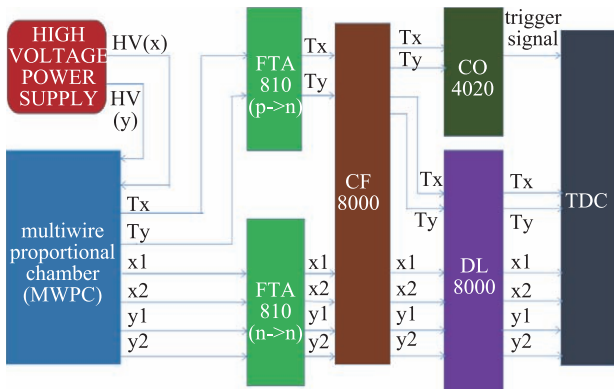 HIGH
VOLTAGE
POWER
SUPPLY
HV(x)
HV
(y)
multiwire
proportional
chamber
(MWPC)
Tx
Ty
x1
x2
y1
y2
FTA
810
(p->n)
Tx
Ty
FTA
810
(n->n)
x1
x2
y1
y2
CF
8000
Tx
Ty
Tx
Ty
x1
x2
y1
y2
CO
4020
trigger
signal
DL
8000
Tx
Ty
x1
x2
y1
y2
TDC